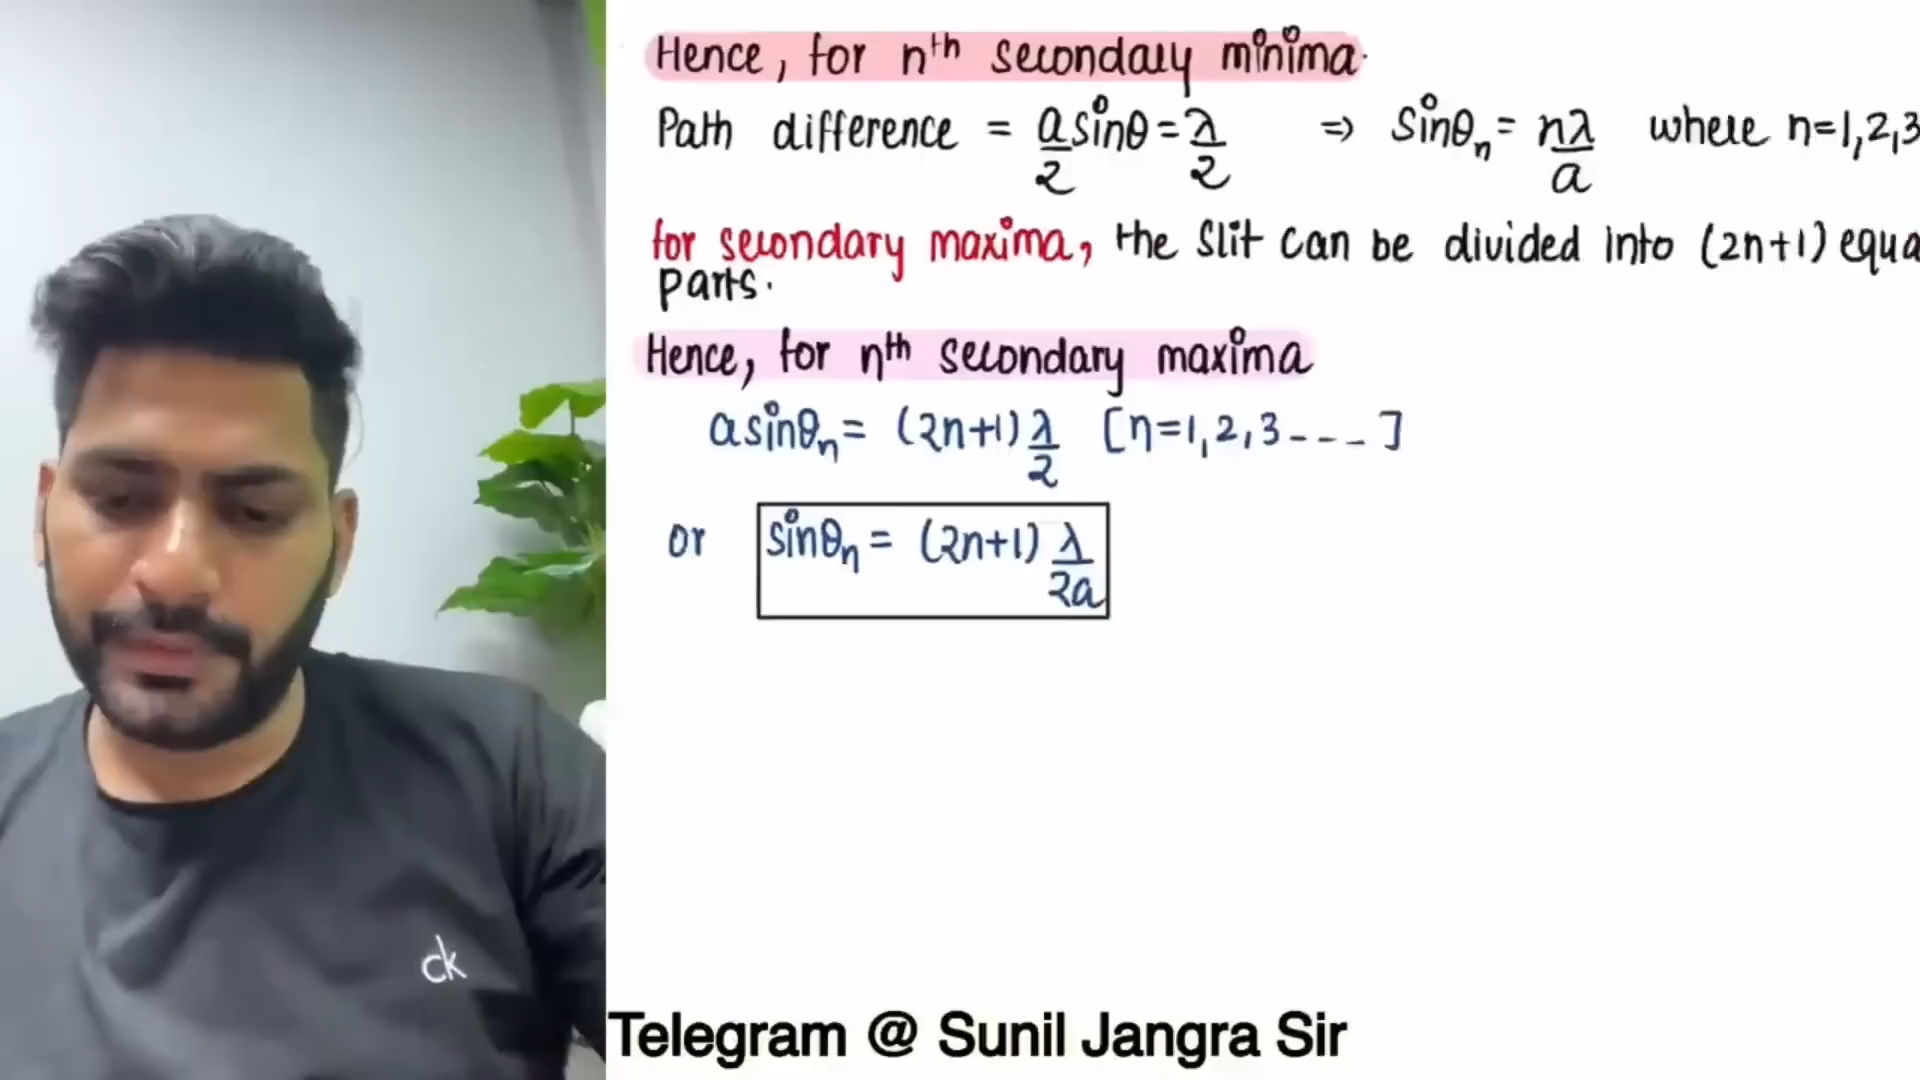 Hence, for nth secondary minima.
Path difference = a/2 sinθ = λ/2 ⇒ Sinθn = nλ/a where n=1,2,3
for secondary maxima, the slit can be divided into (2n+1) equa
parts.
Hence, for nth secondary maxima
a sinθn = (2n+1) λ/2 [n=1,2,3----]
or sinθn = (2n+1) λ/2a
ck
Telegram @ Sunil Jangra Sir